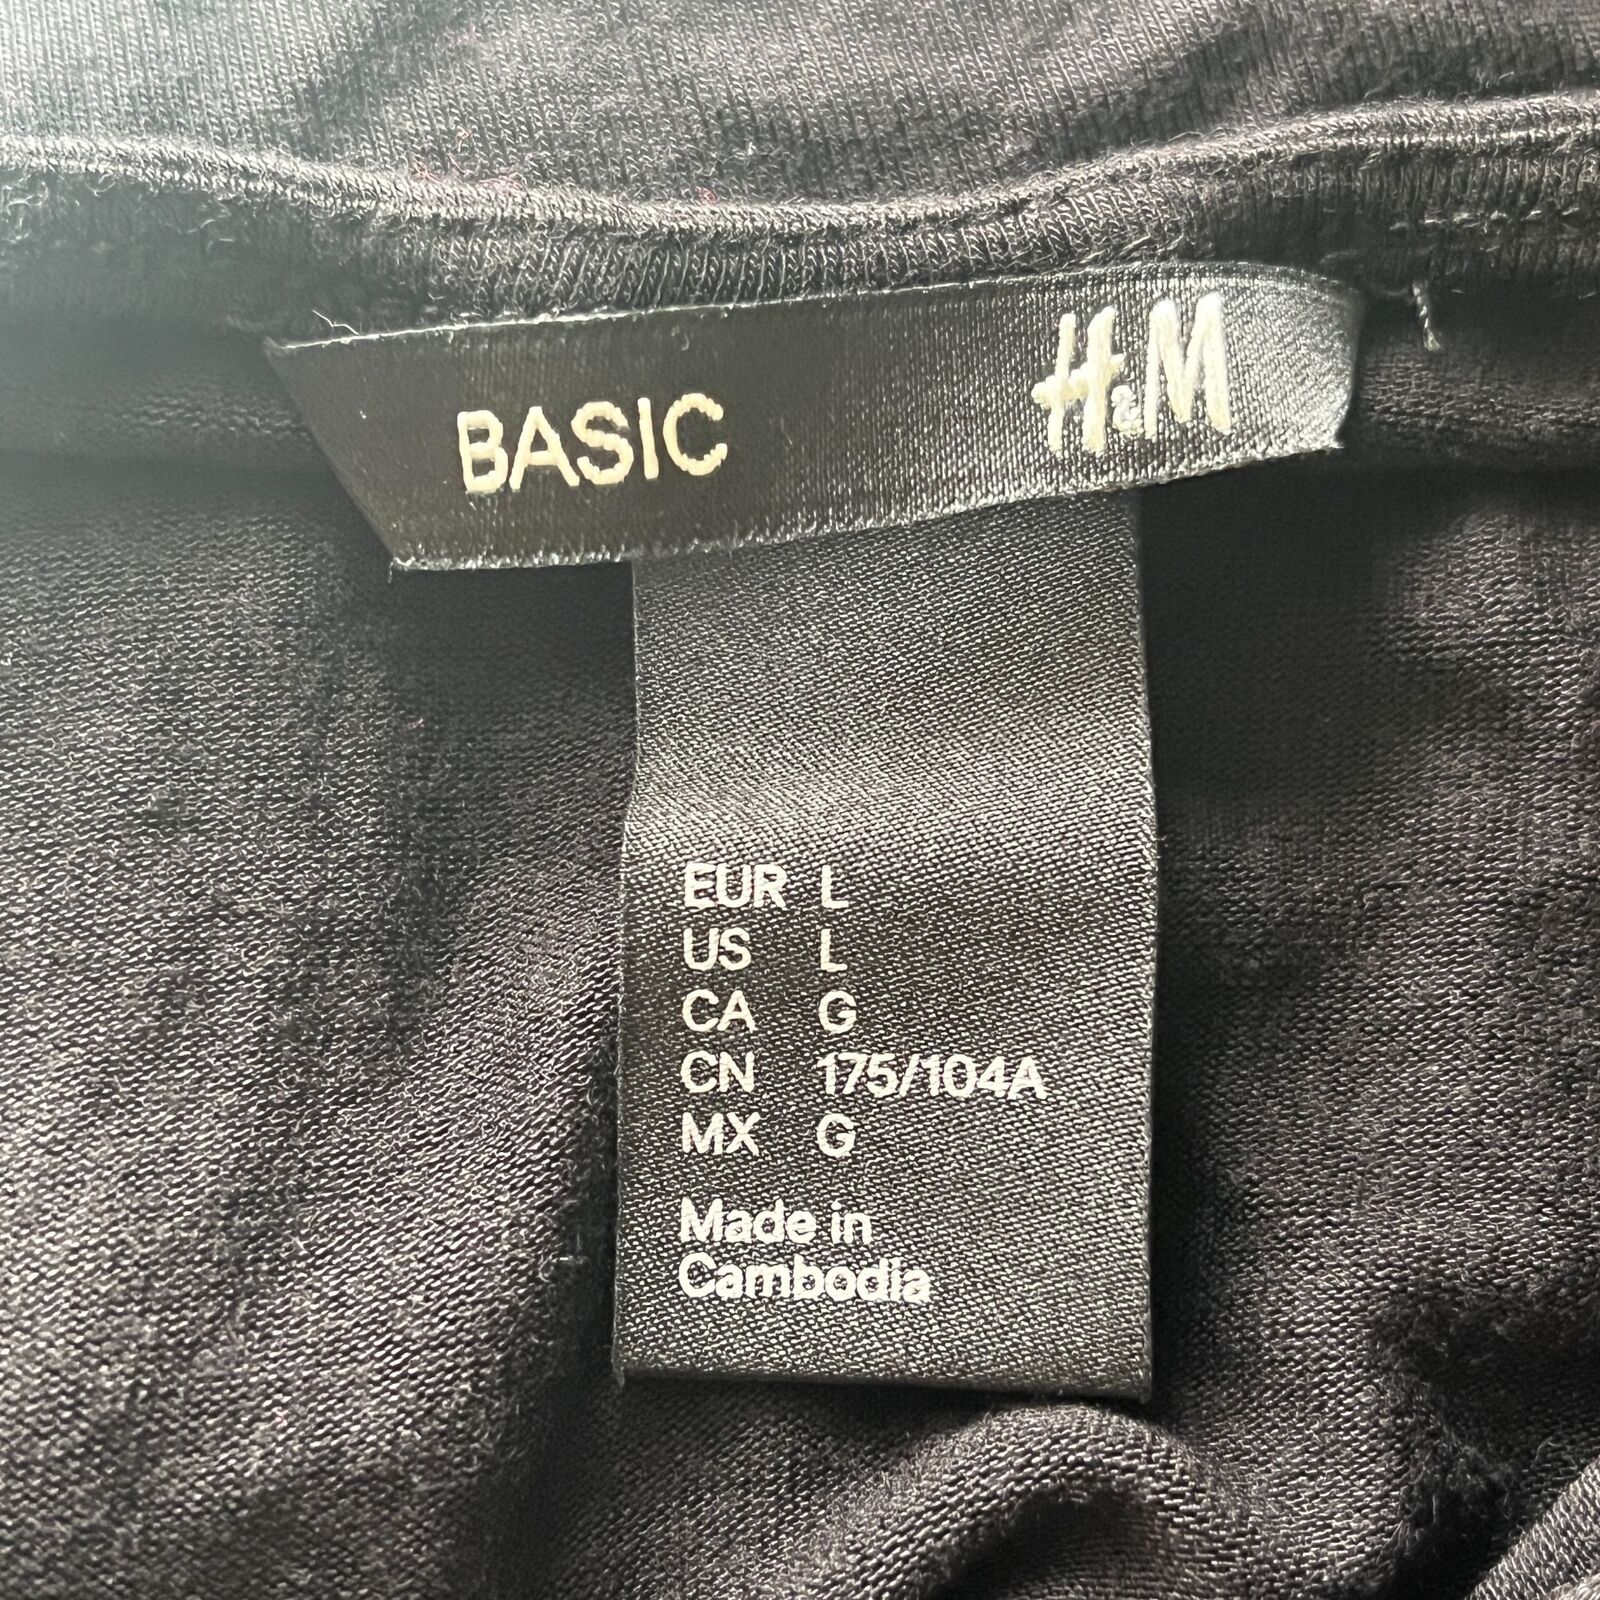 BASIC H&M
EUR L
US L
CA G
CN 175/104A
MX G
Made in
Cambodia